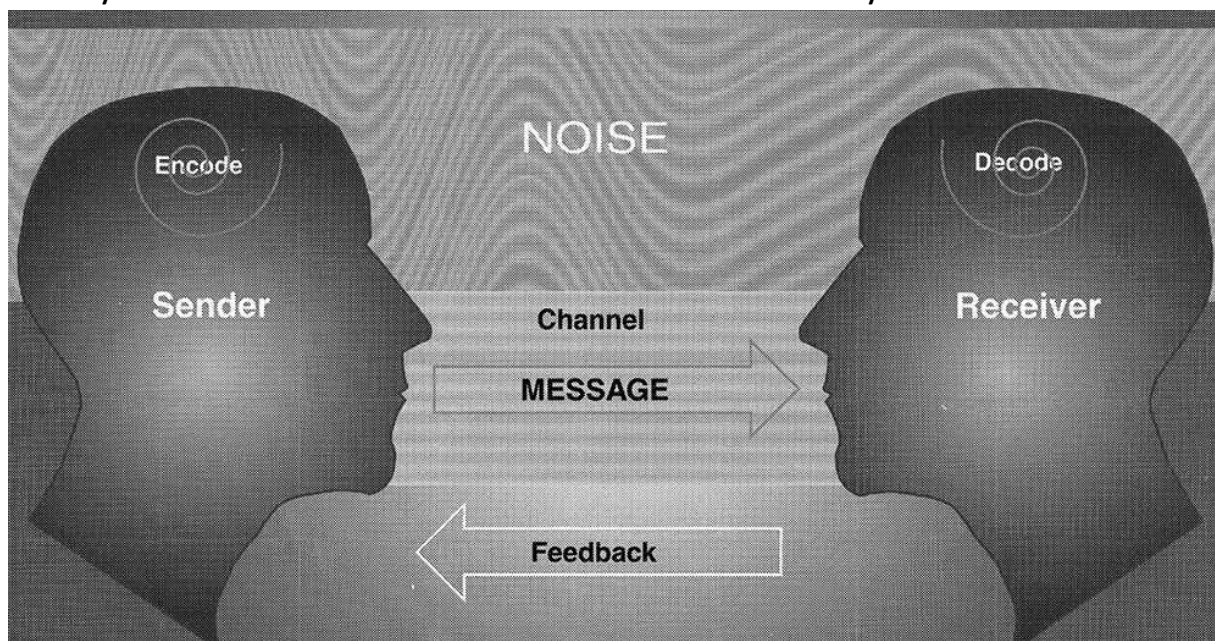 NOISE
Encode
Decode
Sender
Receiver
Channel
MESSAGE
Feedback